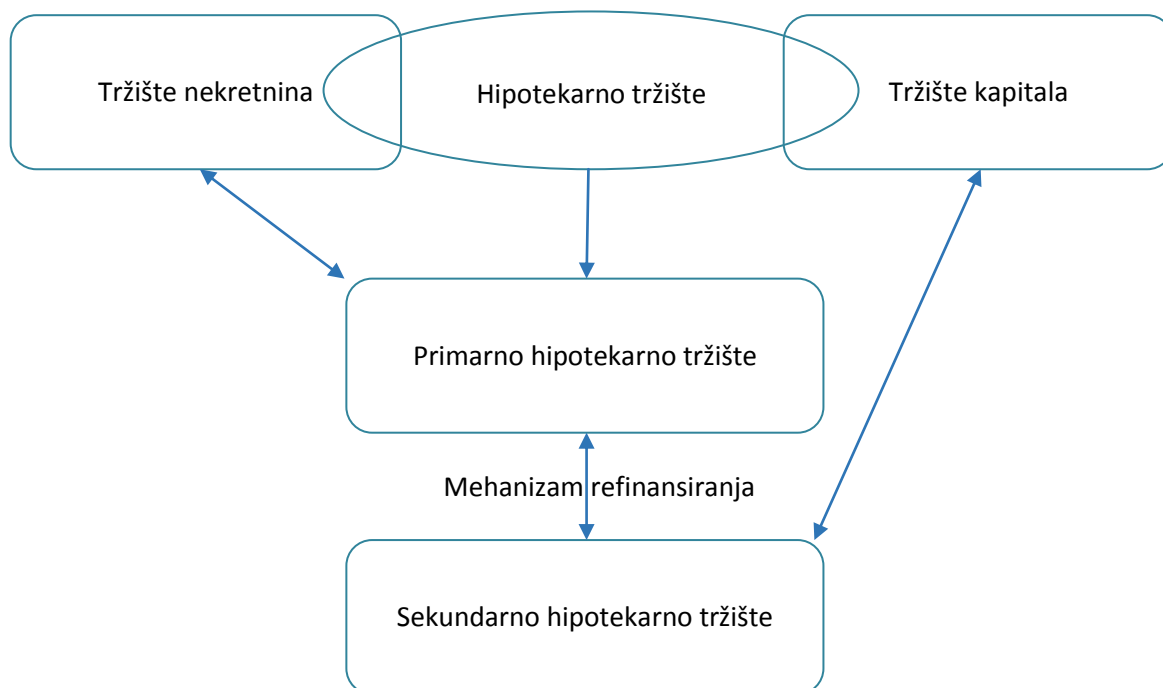 Tržište nekretnina
Hipotekarno tržište
Tržište kapitala
Primarno hipotekarno tržište
Mehanizam refinansiranja
Sekundarno hipotekarno tržište